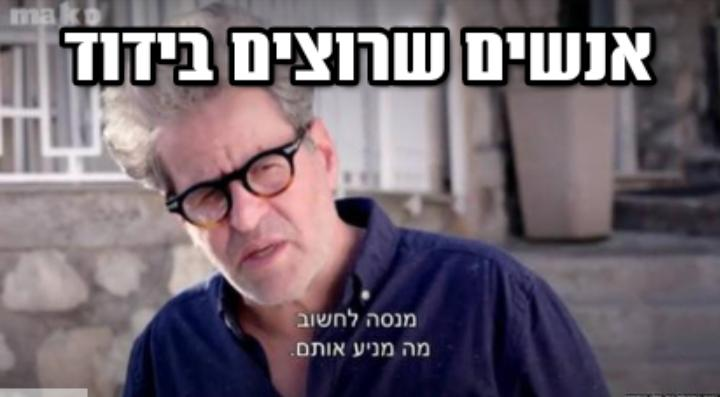 mako
אנשים שרוצים בידוד
מנסה לחשוב
מה מניע אותם.